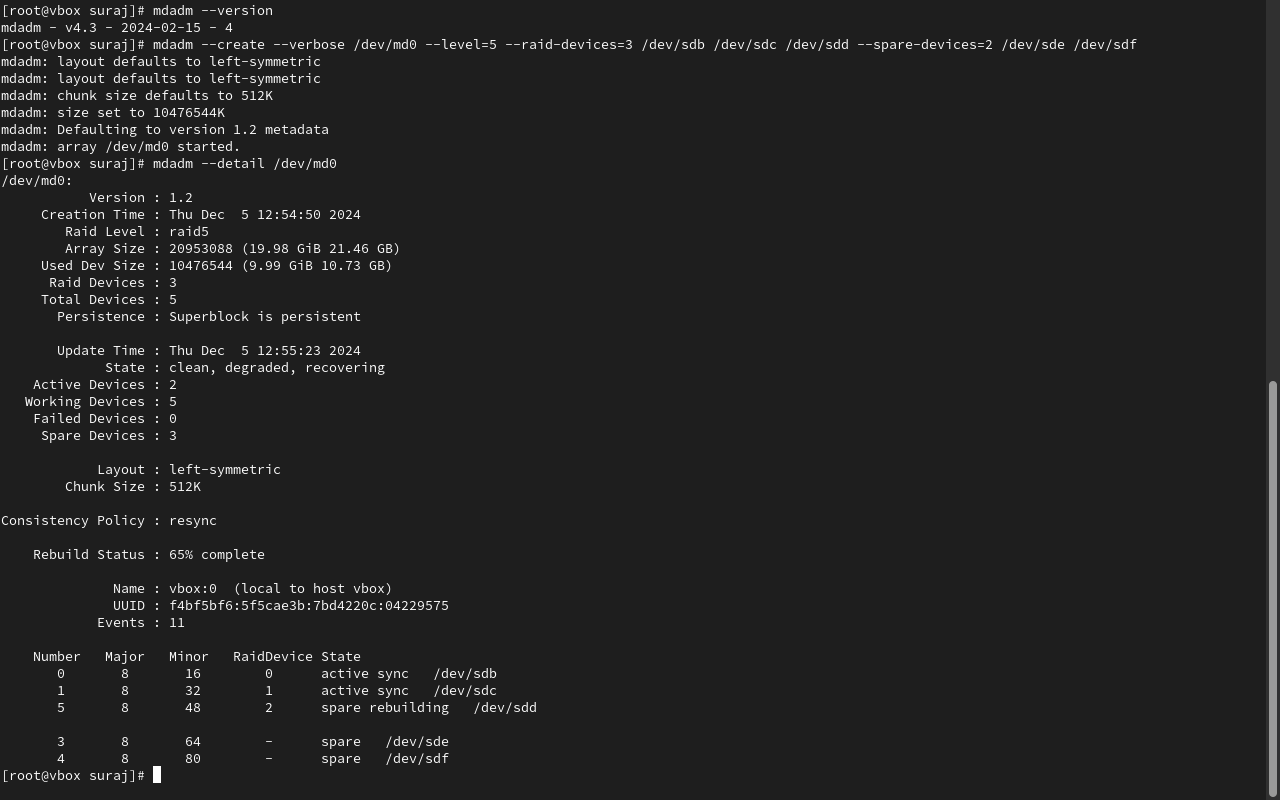 [root@vbox suraj]# mdadm --version
mdadm - v4.3 - 2024-02-15 - 4
[root@vbox suraj]# mdadm --create --verbose /dev/md0 --level=5 --raid-devices=3 /dev/sdb /dev/sdc /dev/sdd --spare-devices=2 /dev/sde /dev/sdf
mdadm: layout defaults to left-symmetric
mdadm: layout defaults to left-symmetric
mdadm: chunk size defaults to 512K
mdadm: size set to 10476544K
mdadm: Defaulting to version 1.2 metadata
mdadm: array /dev/md0 started.
[root@vbox suraj]# mdadm --detail /dev/md0
/dev/md0:
           Version : 1.2
     Creation Time : Thu Dec  5 12:54:50 2024
        Raid Level : raid5
        Array Size : 20953088 (19.98 GiB 21.46 GB)
     Used Dev Size : 10476544 (9.99 GiB 10.73 GB)
      Raid Devices : 3
     Total Devices : 5
       Persistence : Superblock is persistent

       Update Time : Thu Dec  5 12:55:23 2024
             State : clean, degraded, recovering
    Active Devices : 2
   Working Devices : 5
    Failed Devices : 0
     Spare Devices : 3

            Layout : left-symmetric
        Chunk Size : 512K

Consistency Policy : resync

    Rebuild Status : 65% complete

              Name : vbox:0  (local to host vbox)
              UUID : f4bf5bf6:5f5cae3b:7bd4220c:04229575
            Events : 11

    Number   Major   Minor   RaidDevice State
       0       8       16        0      active sync   /dev/sdb
       1       8       32        1      active sync   /dev/sdc
       5       8       48        2      spare rebuilding   /dev/sdd

       3       8       64        -      spare   /dev/sde
       4       8       80        -      spare   /dev/sdf
[root@vbox suraj]#